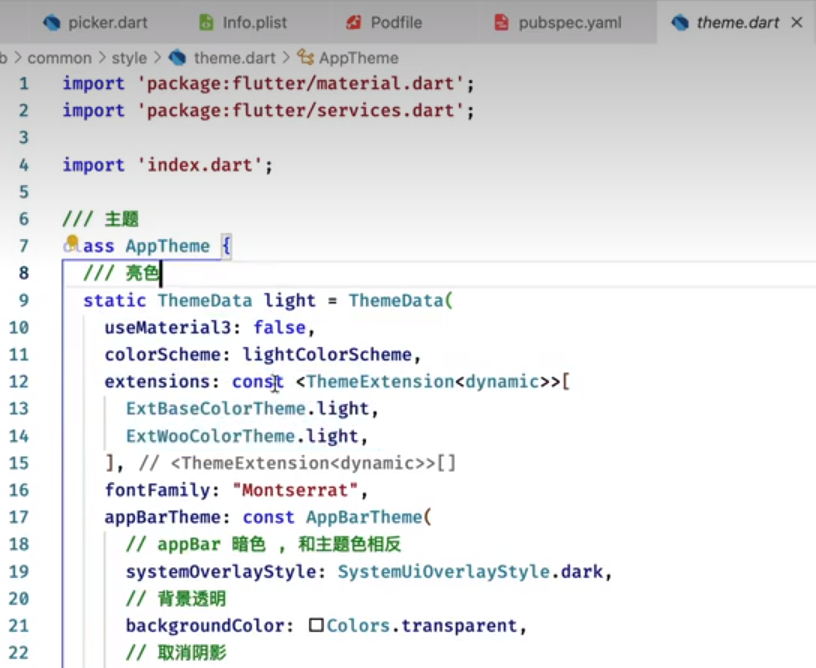 picker.dart Info.plist Podfile pubspec.yaml theme.dart
b > common > style > theme.dart > AppTheme
1 import 'package:flutter/material.dart';
2 import 'package:flutter/services.dart';
3
4 import 'index.dart';
5
6 /// 主题
7 class AppTheme {
8 /// 亮色
9 static ThemeData light = ThemeData(
10 useMaterial3: false,
11 colorScheme: lightColorScheme,
12 extensions: const <ThemeExtension<dynamic>>[
13 ExtBaseColorTheme.light,
14 ExtWooColorTheme.light,
15 ], // <ThemeExtension<dynamic>>[]
16 fontFamily: "Montserrat",
17 appBarTheme: const AppBarTheme(
18 // appBar 暗色 , 和主题色相反
19 systemOverlayStyle: SystemUiOverlayStyle.dark,
20 // 背景透明
21 backgroundColor: Colors.transparent,
22 // 取消阴影